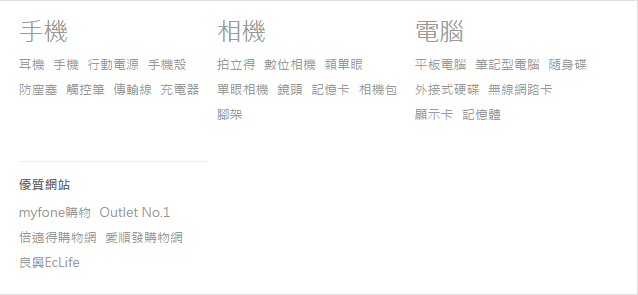 手機
耳機 手機 行動電源 手機殼
防塵塞 觸控筆 傳輸線 充電器
相機
拍立得 數位相機 類單眼
單眼相機 鏡頭 記憶卡 相機包
腳架
電腦
平板電腦 筆記型電腦 隨身碟
外接式硬碟 無線網路卡
顯示卡 記憶體
優質網站
myfone購物 Outlet No.1
倍適得購物網 愛順發購物網
良興EcLife